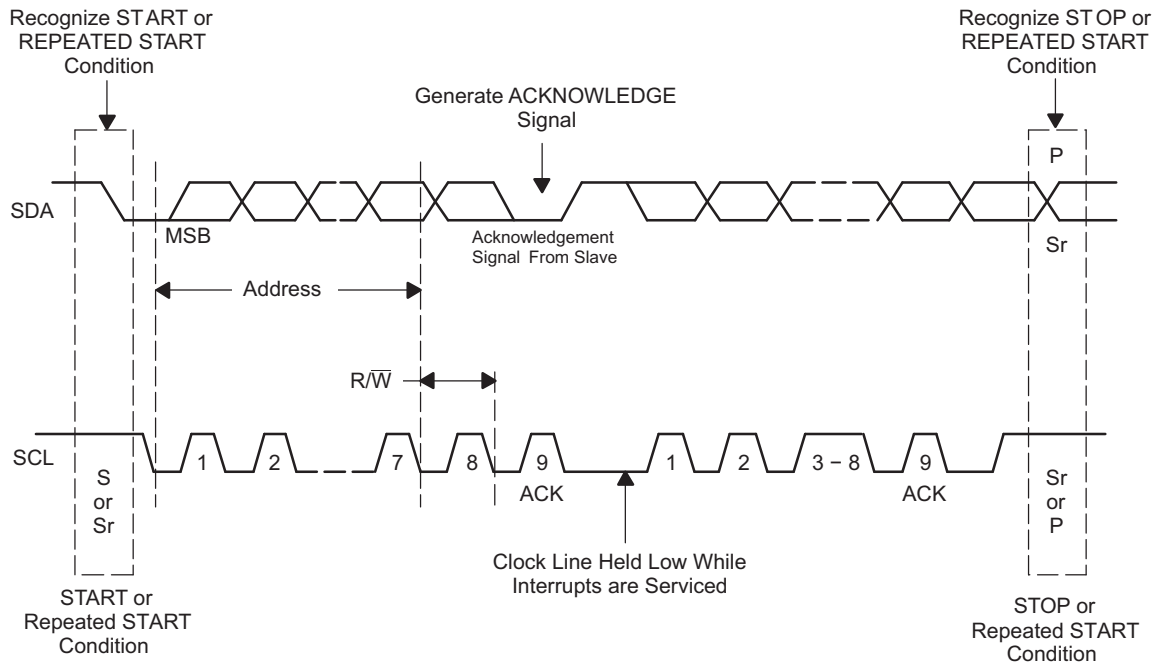 Recognize START or
REPEATED START
Condition
Recognize STOP or
REPEATED START
Condition
Generate ACKNOWLEDGE
Signal
P
SDA
MSB
Acknowledgement
Signal From Slave
Sr
Address
R/W̅
SCL
1
2
7
8
9
1
2
3 – 8
9
ACK
ACK
S
or
Sr
Sr
or
P
Clock Line Held Low While
Interrupts are Serviced
START or
Repeated START
Condition
STOP or
Repeated START
Condition